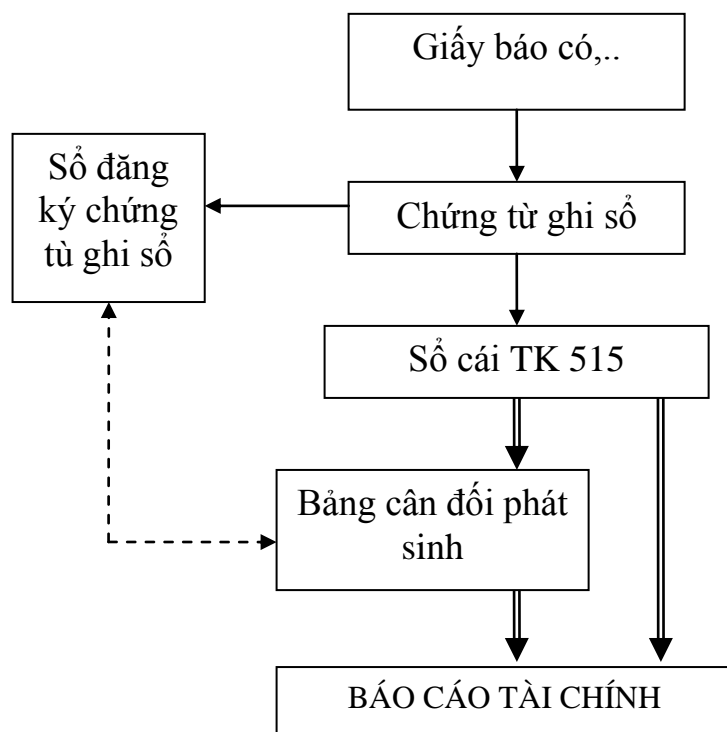 Giấy báo có,..
Sổ đăng
ký chứng
tù ghi sổ
Chứng từ ghi sổ
Sổ cái TK 515
Bảng cân đối phát
sinh
BÁO CÁO TÀI CHÍNH